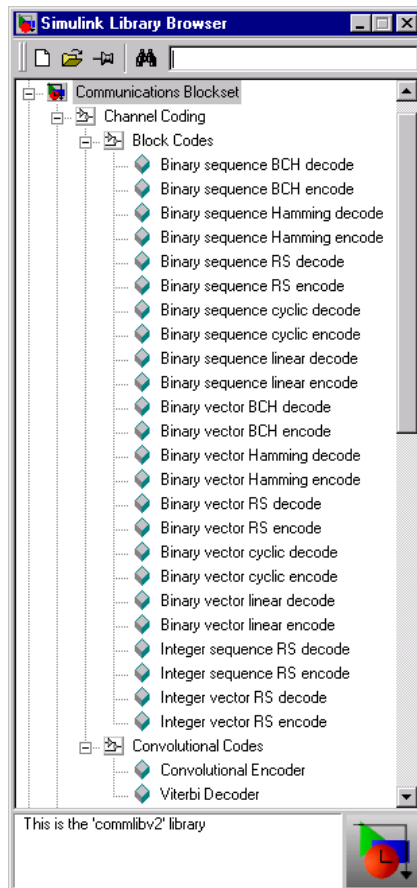 Simulink Library Browser
Communications Blockset
Channel Coding
Block Codes
Binary sequence BCH decode
Binary sequence BCH encode
Binary sequence Hamming decode
Binary sequence Hamming encode
Binary sequence RS decode
Binary sequence RS encode
Binary sequence cyclic decode
Binary sequence cyclic encode
Binary sequence linear decode
Binary sequence linear encode
Binary vector BCH decode
Binary vector BCH encode
Binary vector Hamming decode
Binary vector Hamming encode
Binary vector RS decode
Binary vector RS encode
Binary vector cyclic decode
Binary vector cyclic encode
Binary vector linear decode
Binary vector linear encode
Integer sequence RS decode
Integer sequence RS encode
Integer vector RS decode
Integer vector RS encode
Convolutional Codes
Convolutional Encoder
Viterbi Decoder
This is the 'commlibv2' library